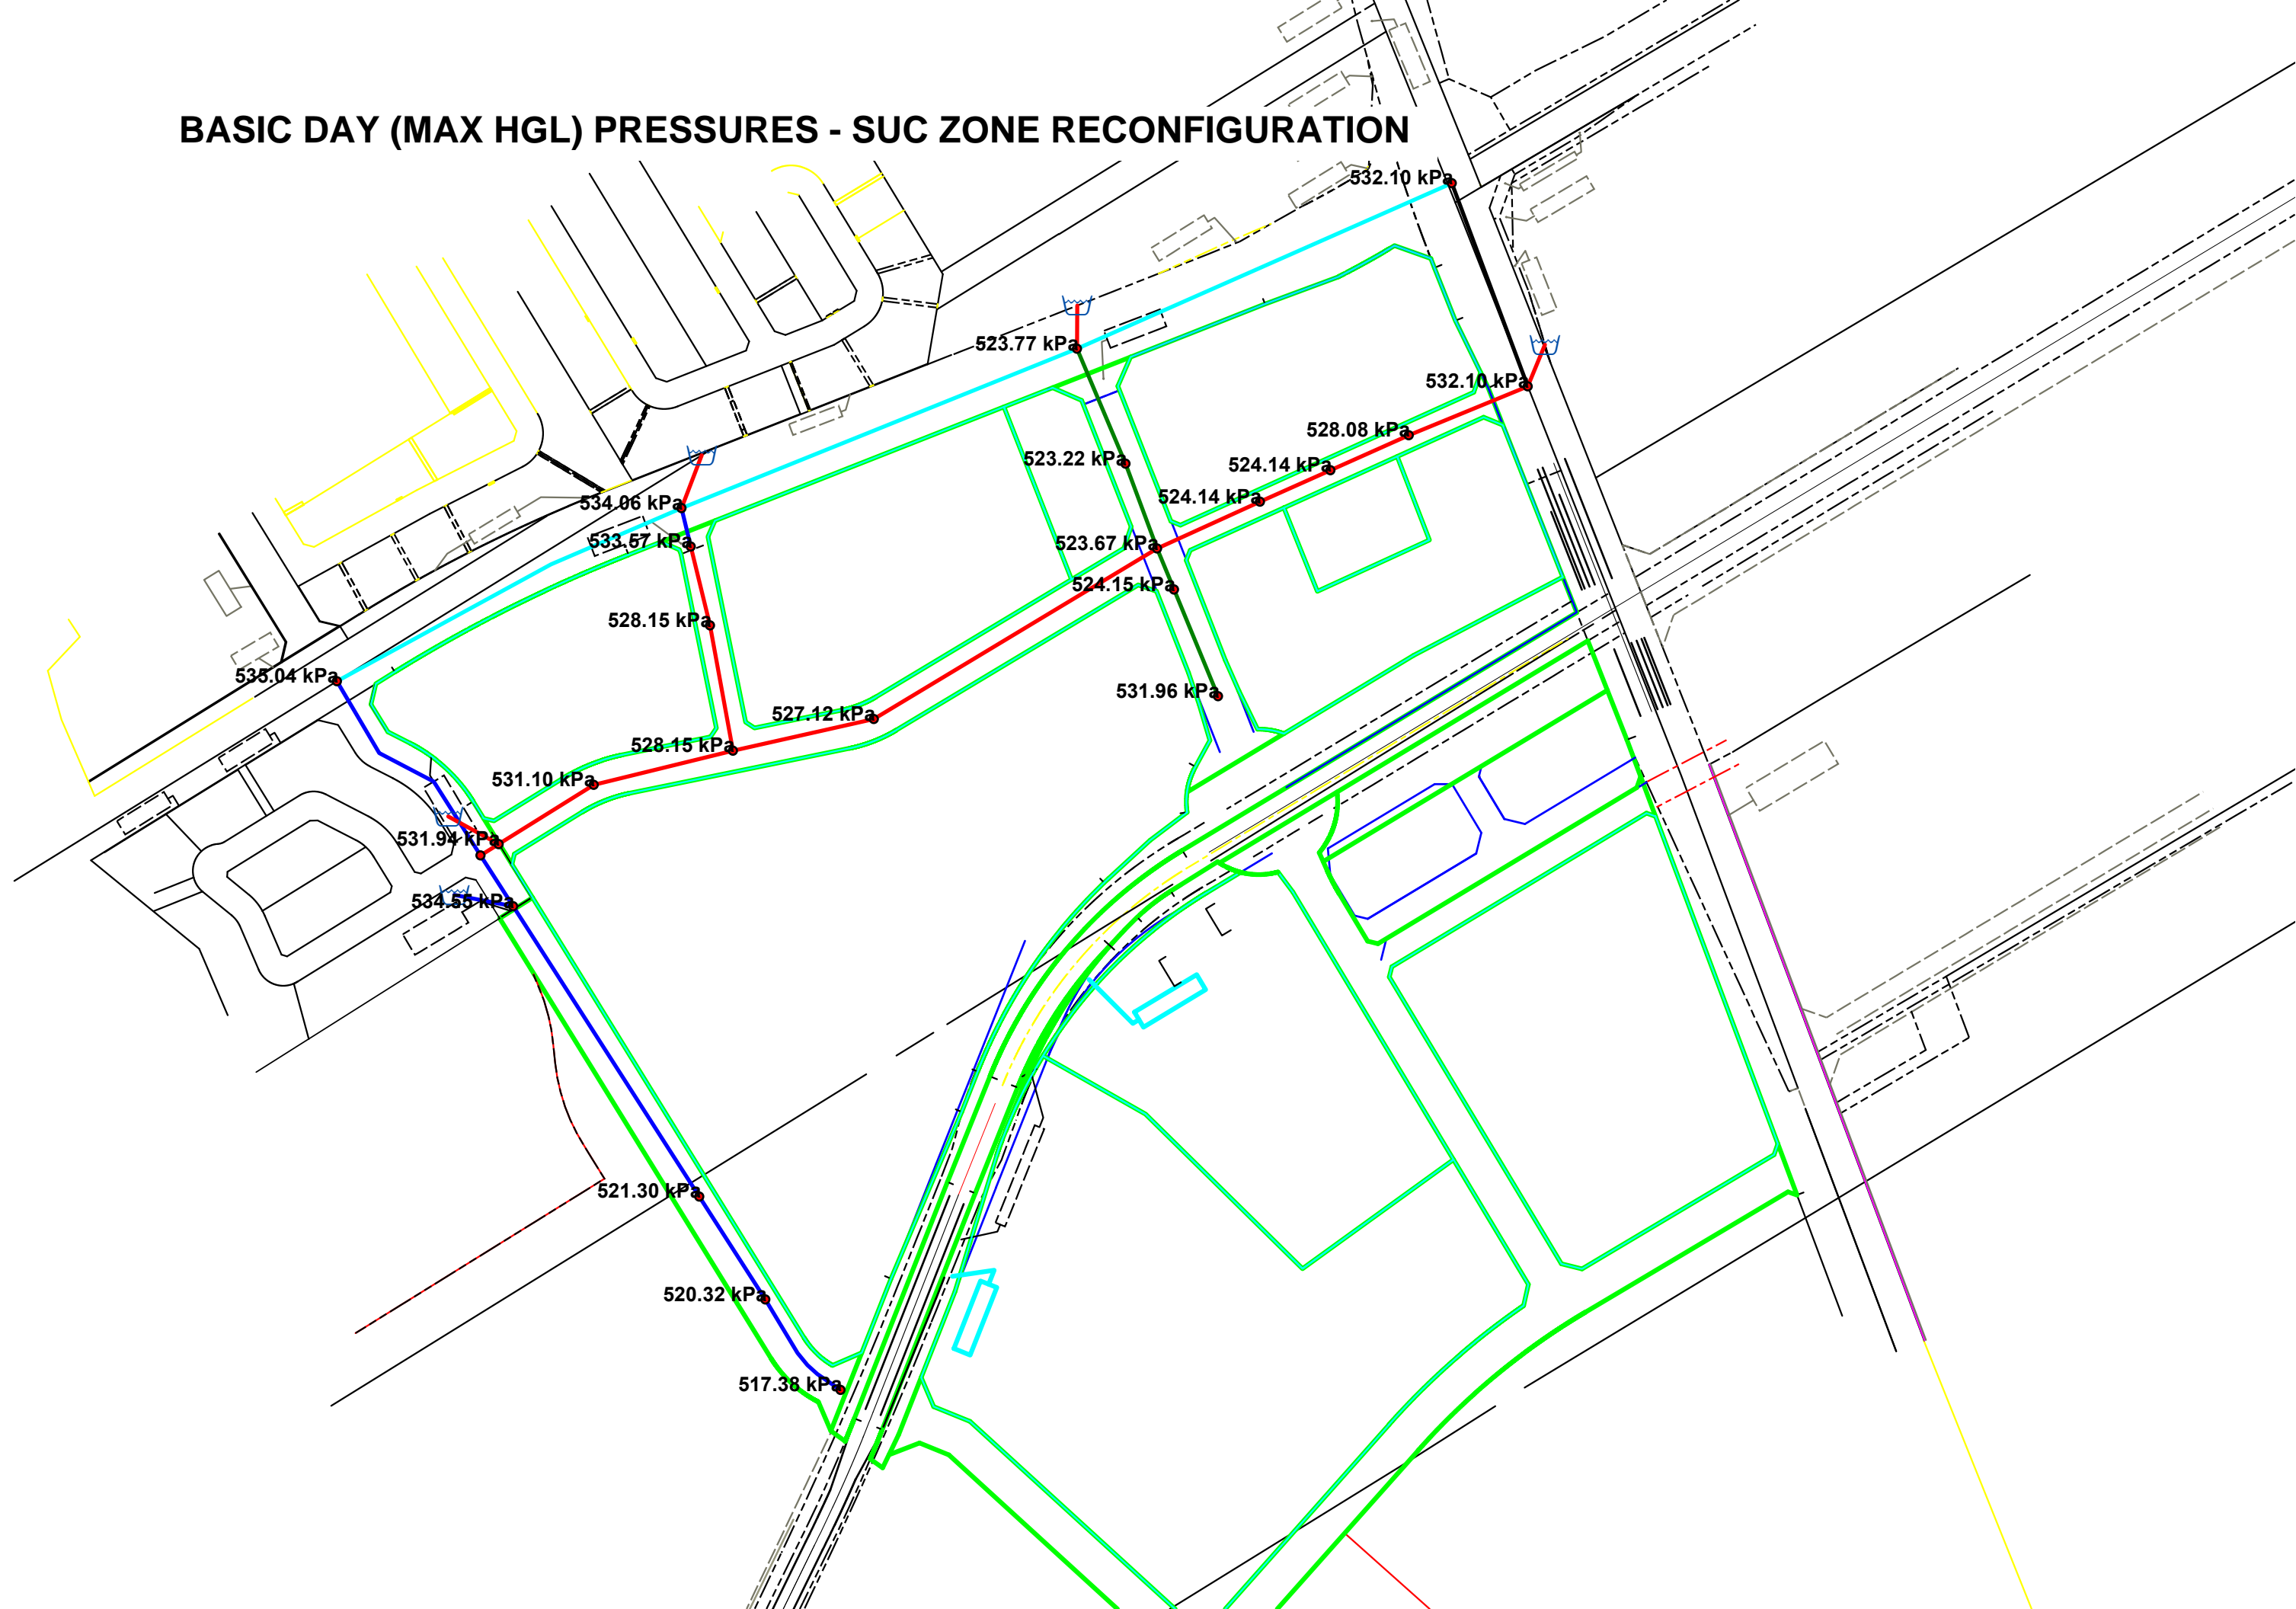 BASIC DAY (MAX HGL) PRESSURES - SUC ZONE RECONFIGURATION
532.10 kPa
523.77 kPa
532.10 kPa
528.08 kPa
523.22 kPa
524.14 kPa
524.14 kPa
534.06 kPa
533.57 kPa
523.67 kPa
524.15 kPa
528.15 kPa
535.04 kPa
531.96 kPa
527.12 kPa
528.15 kPa
531.10 kPa
531.94 kPa
534.55 kPa
521.30 kPa
520.32 kPa
517.38 kPa